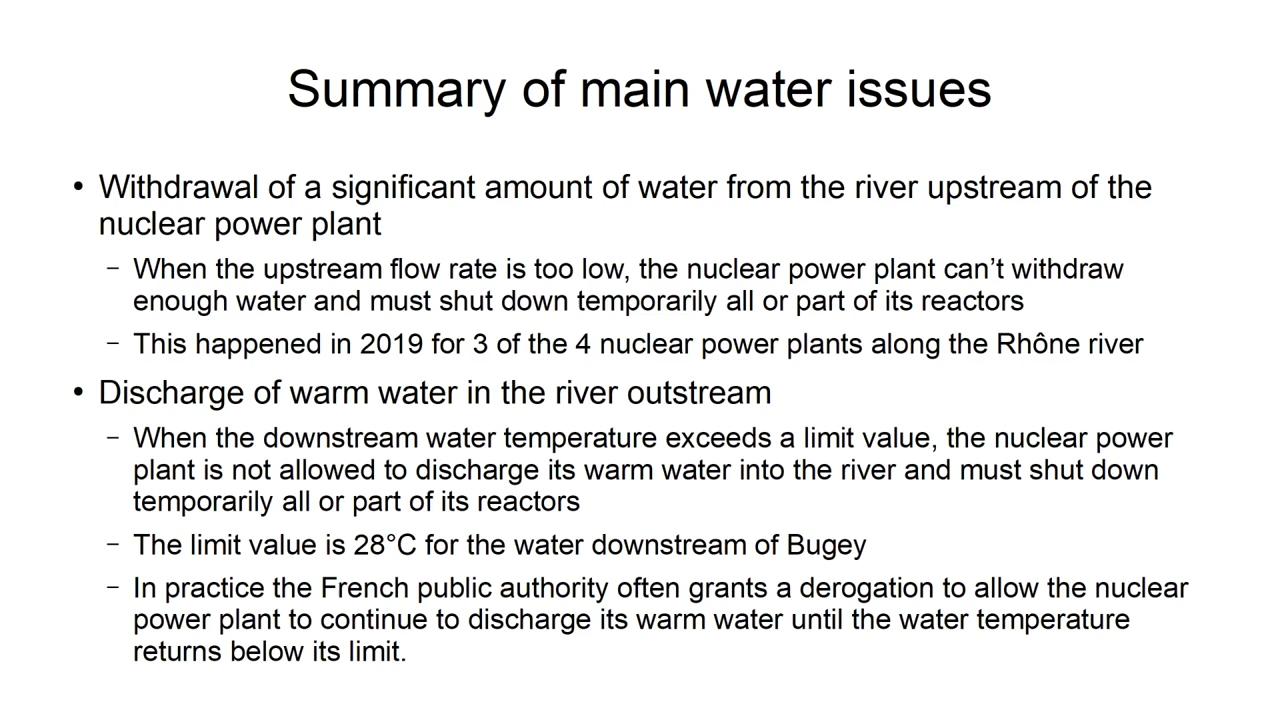 Summary of main water issues
• Withdrawal of a significant amount of water from the river upstream of the
nuclear power plant
– When the upstream flow rate is too low, the nuclear power plant can’t withdraw
enough water and must shut down temporarily all or part of its reactors
– This happened in 2019 for 3 of the 4 nuclear power plants along the Rhône river
• Discharge of warm water in the river outstream
– When the downstream water temperature exceeds a limit value, the nuclear power
plant is not allowed to discharge its warm water into the river and must shut down
temporarily all or part of its reactors
– The limit value is 28°C for the water downstream of Bugey
– In practice the French public authority often grants a derogation to allow the nuclear
power plant to continue to discharge its warm water until the water temperature
returns below its limit.